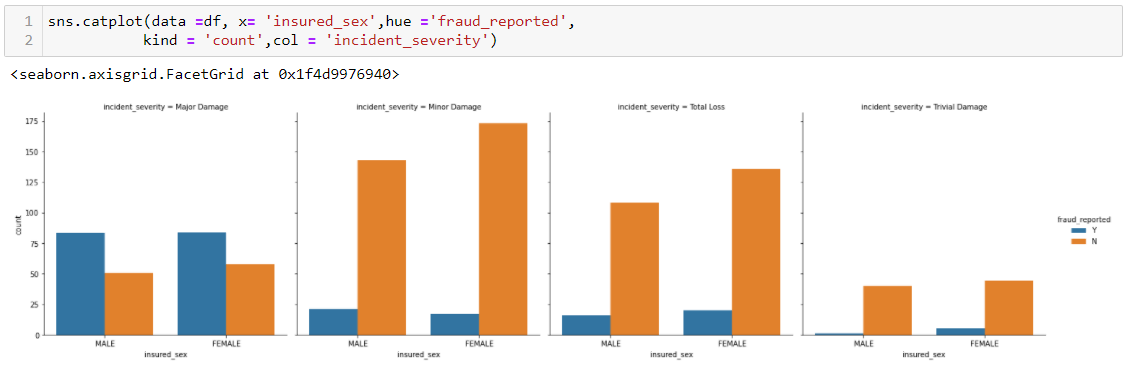 1 sns.catplot(data =df, x= 'insured_sex',hue ='fraud_reported',
2 kind = 'count',col = 'incident_severity')
<seaborn.axisgrid.FacetGrid at 0x1f4d9976940>
incident_severity = Major Damage
incident_severity = Minor Damage
incident_severity = Total Loss
incident_severity = Trivial Damage
175
150
125
100
75
50
25
0
count
fraud_reported
Y
N
MALE FEMALE
MALE FEMALE
MALE FEMALE
MALE FEMALE
insured_sex
insured_sex
insured_sex
insured_sex